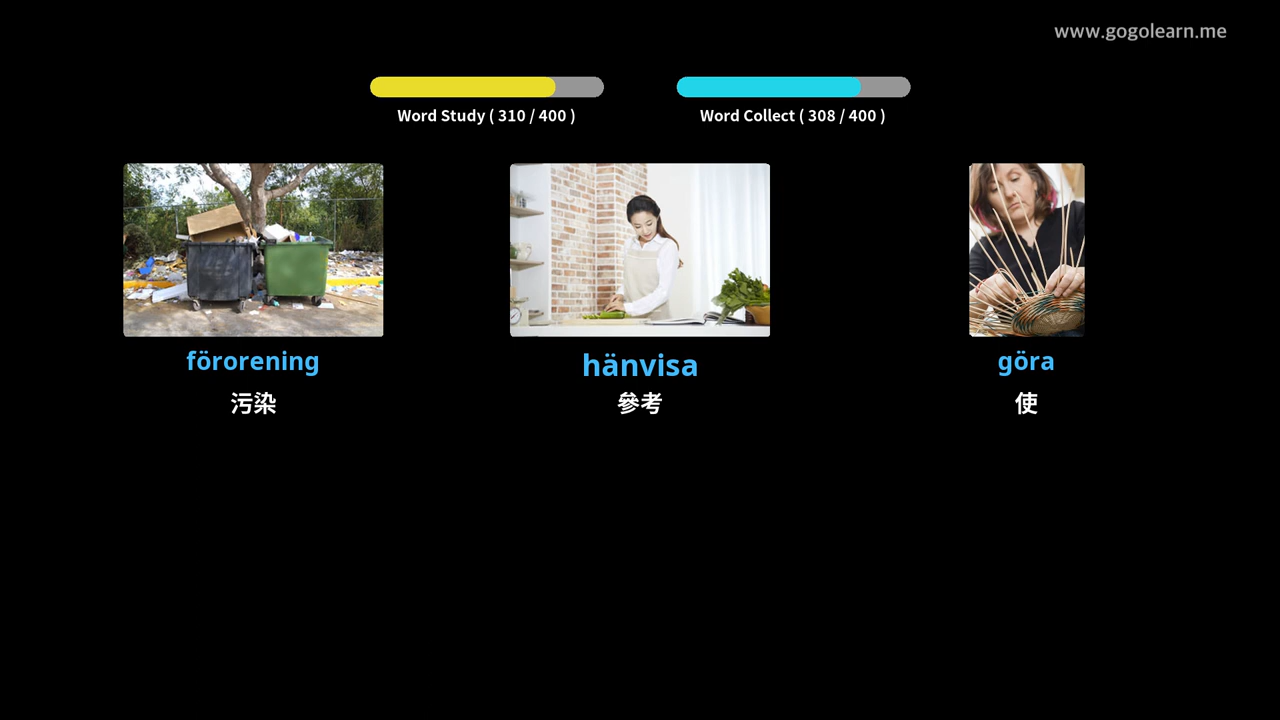 www.gogolearn.me
Word Study ( 310 / 400 )
Word Collect ( 308 / 400 )
förorening
hänvisa
göra
污染
參考
使